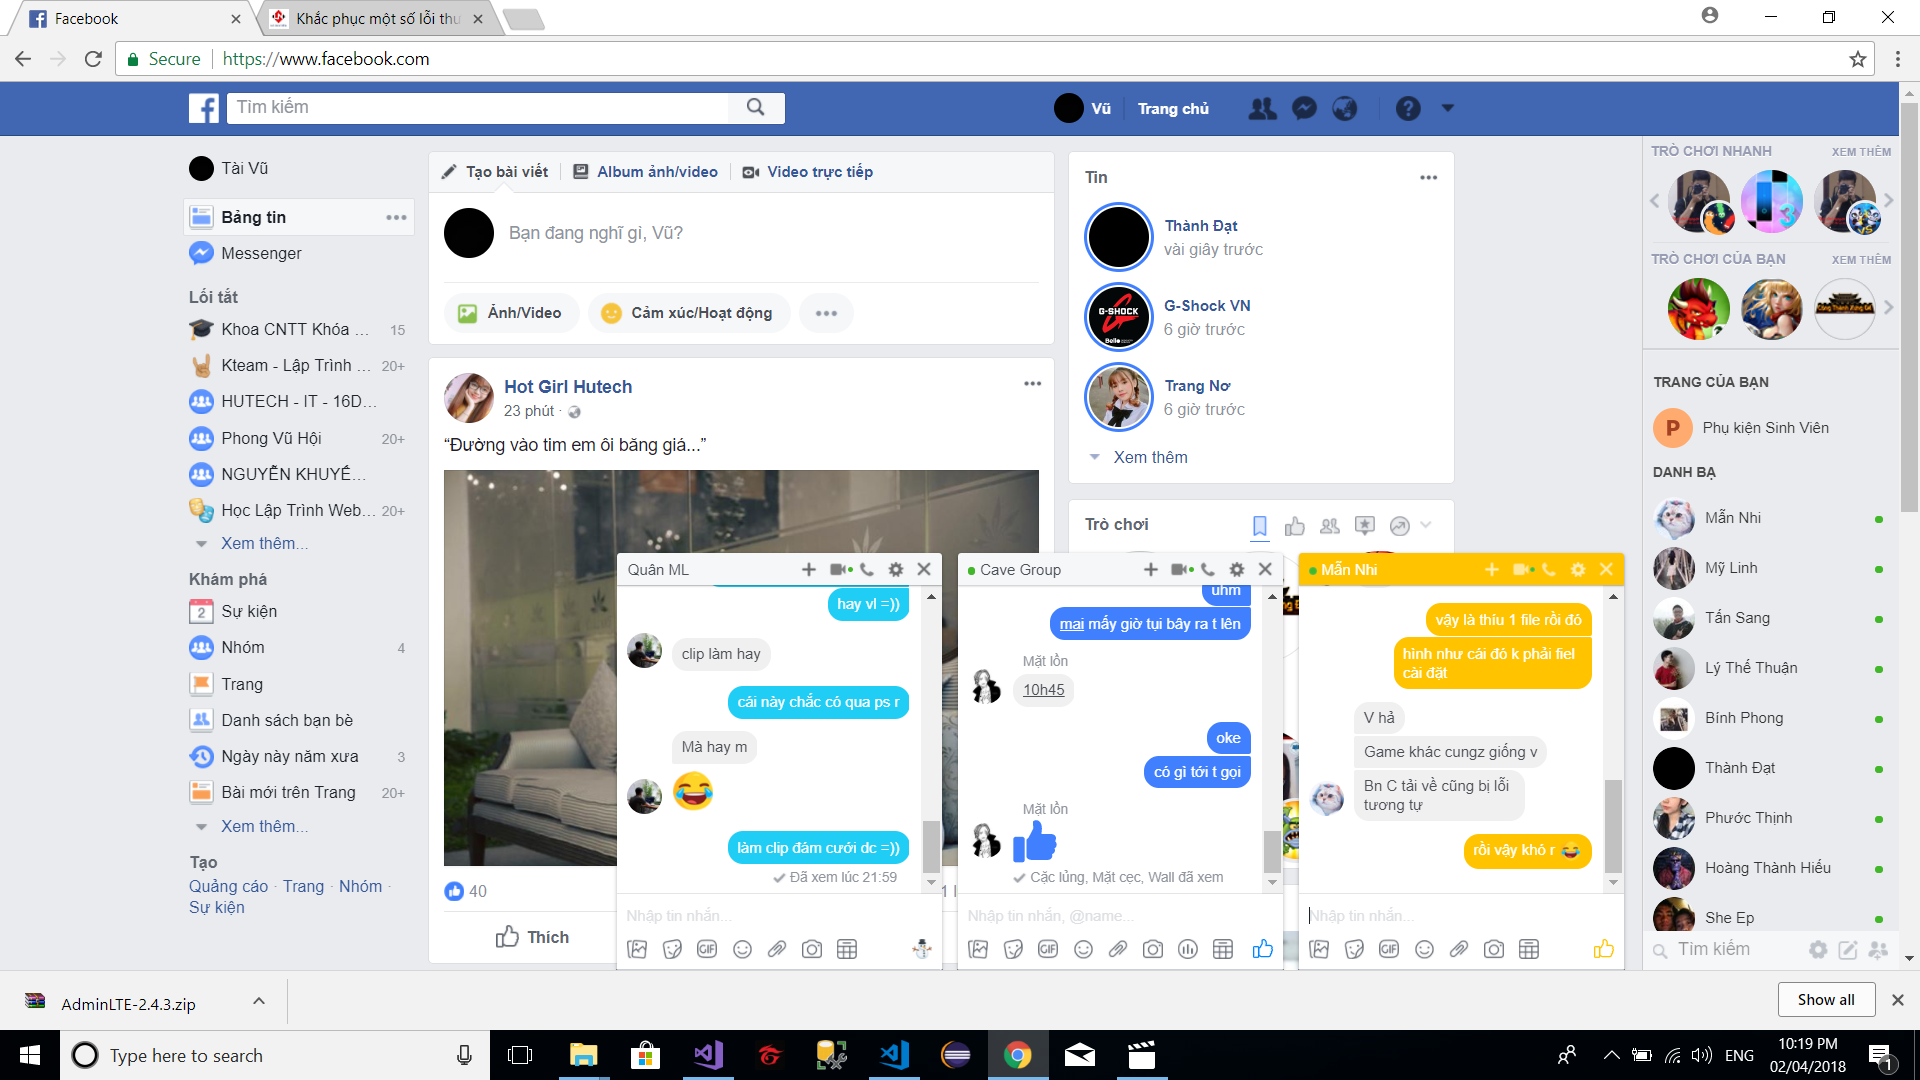 Facebook
Khắc phục một số lỗi thư
Secure
https://www.facebook.com
Tìm kiếm
Vũ
Trang chủ
Tài Vũ
Bảng tin
Messenger
Lối tắt
Khoa CNTT Khóa ... 15
Kteam - Lập Trình ... 20+
HUTECH - IT - 16D...
Phong Vũ Hội 20+
NGUYỄN KHUYẾ...
Học Lập Trình Web... 20+
Xem thêm...
Khám phá
2
Sự kiện
Nhóm 4
Trang
Danh sách bạn bè
Ngày này năm xưa 3
Bài mới trên Trang 20+
Xem thêm...
Tạo
Quảng cáo · Trang · Nhóm ·
Sự kiện
Tạo bài viết
Album ảnh/video
Video trực tiếp
Bạn đang nghĩ gì, Vũ?
Ảnh/Video
Cảm xúc/Hoạt động
Hot Girl Hutech
23 phút ·
“Đường vào tim em ôi băng giá...”
40
Thích
Tin
Thành Đạt
vài giây trước
G-SHOCK
G-Shock VN
6 giờ trước
Trang Nơ
6 giờ trước
Xem thêm
Trò chơi
Quân ML
hay vl =))
clip làm hay
cái này chắc có qua ps r
Mà hay m
làm clip đám cưới dc =))
Đã xem lúc 21:59
Nhập tin nhắn...
GIF
Cave Group
uhm
mai mấy giờ tụi bây ra t lên
Mặt lồn
10h45
oke
có gì tới t gọi
Mặt lồn
Cặc lủng, Mặt cẹc, Wall đã xem
Nhập tin nhắn, @name...
GIF
Mẫn Nhi
vậy là thíu 1 file rồi đó
hình như cái đó k phải fiel
cài đặt
V hả
Game khác cungz giống v
Bn C tải về cũng bị lỗi
tương tự
rồi vậy khó r
Nhập tin nhắn...
GIF
TRÒ CHƠI NHANH
XEM THÊM
3
VS
TRÒ CHƠI CỦA BẠN
XEM THÊM
TRANG CỦA BẠN
P
Phụ kiện Sinh Viên
DANH BẠ
Mẫn Nhi
Mỹ Linh
Tấn Sang
Lý Thế Thuận
Bính Phong
Thành Đạt
Phước Thịnh
Hoàng Thành Hiếu
She Ep
Tìm kiếm
AdminLTE-2.4.3.zip
Show all
Type here to search
ENG
10:19 PM
02/04/2018
1